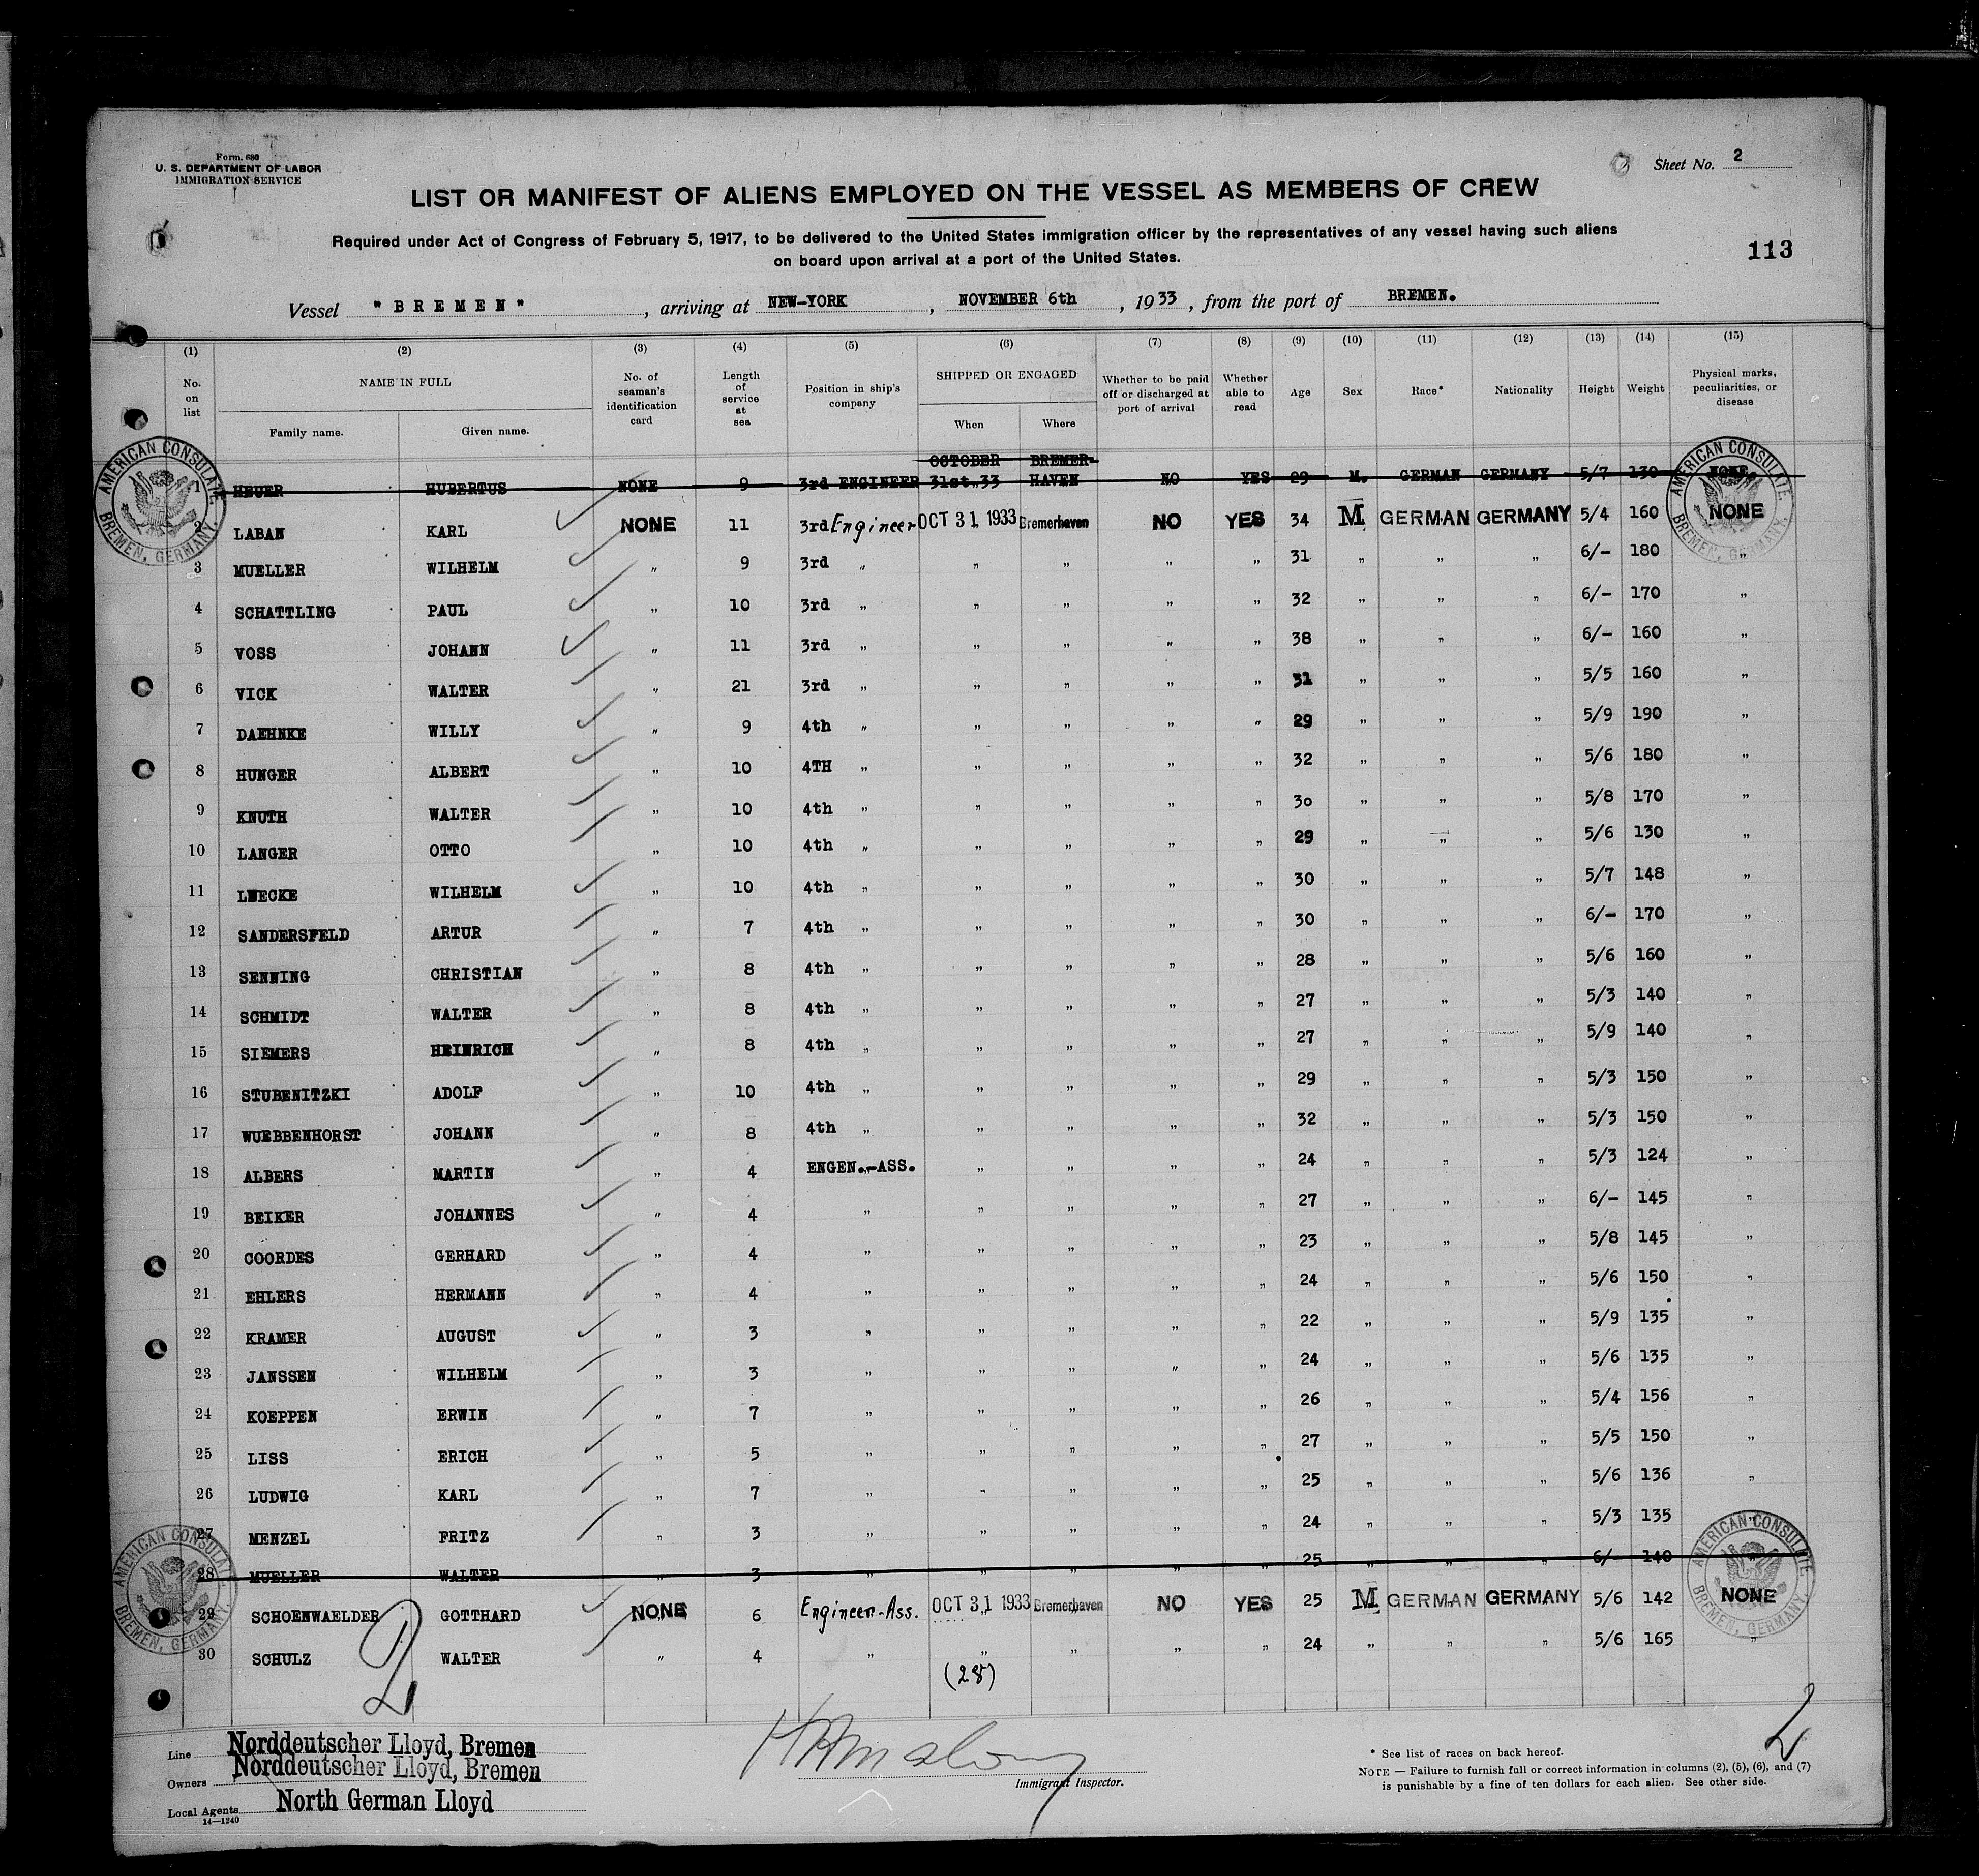 Form. 680
U. S. DEPARTMENT OF LABOR
IMMIGRATION SERVICE
Sheet No. 2
LIST OR MANIFEST OF ALIENS EMPLOYED ON THE VESSEL AS MEMBERS OF CREW
Required under Act of Congress of February 5, 1917, to be delivered to the United States immigration officer by the representatives of any vessel having such aliens
on board upon arrival at a port of the United States.
113
Vessel "BREMEN", arriving at NEW-YORK, NOVEMBER 6th, 1933, from the port of BREMEN.
(1) (2) (3) (4) (5) (6) (7) (8) (9) (10) (11) (12) (13) (14) (15)
No. on list NAME IN FULL Family name. Given name. No. of seaman's identification card Length of service at sea Position in ship's company SHIPPED OR ENGAGED When Where Whether to be paid off or discharged at port of arrival Whether able to read Age Sex Race* Nationality Height Weight Physical marks, peculiarities, or disease
AMERICAN CONSULATE BREMEN, GERMANY.
AMERICAN CONSULATE BREMEN, GERMANY.
1 HEUER HUBERTUS NONE 9 3rd ENGINEER OCTOBER 31st.33 BREMER-HAVEN NO YES 29 M. GERMAN GERMANY 5/7 130 NONE
2 LABAN KARL NONE 11 3rd Engineer OCT 31 1933 Bremerhaven NO YES 34 M GERMAN GERMANY 5/4 160 NONE
3 MUELLER WILHELM " 9 3rd " " " " " 31 " " " 6/- 180 "
4 SCHATTLING PAUL " 10 3rd " " " " " 32 " " " 6/- 170 "
5 VOSS JOHANN " 11 3rd " " " " " 38 " " " 6/- 160 "
6 VICK WALTER " 21 3rd " " " " " 31 " " " 5/5 160 "
7 DAEHNKE WILLY " 9 4th " " " " " 29 " " " 5/9 190 "
8 HUNGER ALBERT " 10 4TH " " " " " 32 " " " 5/6 180 "
9 KNUTH WALTER " 10 4th " " " " " 30 " " " 5/8 170 "
10 LANGER OTTO " 10 4th " " " " " 29 " " " 5/6 130 "
11 LUECKE WILHELM " 10 4th " " " " " 30 " " " 5/7 148 "
12 SANDERSFELD ARTUR " 7 4th " " " " " 30 " " " 6/- 170 "
13 SENNING CHRISTIAN " 8 4th " " " " " 28 " " " 5/6 160 "
14 SCHMIDT WALTER " 8 4th " " " " " 27 " " " 5/3 140 "
15 SIEMERS HEINRICH " 8 4th " " " " " 27 " " " 5/9 140 "
16 STUBENITZKI ADOLF " 10 4th " " " " " 29 " " " 5/3 150 "
17 WUEBBENHORST JOHANN " 8 4th " " " " " 32 " " " 5/3 150 "
18 ALBERS MARTIN " 4 ENGEN.-ASS. " " " " 24 " " " 5/3 124 "
19 BEIKER JOHANNES " 4 " " " " " 27 " " " 6/- 145 "
20 COORDES GERHARD " 4 " " " " " 23 " " " 5/8 145 "
21 EHLERS HERMANN " 4 " " " " " 24 " " " 5/6 150 "
22 KRAMER AUGUST " 3 " " " " " 22 " " " 5/9 135 "
23 JANSSEN WILHELM " 3 " " " " " 24 " " " 5/6 135 "
24 KOEPPEN ERWIN " 7 " " " " " 26 " " " 5/4 156 "
25 LISS ERICH " 5 " " " " " 27 " " " 5/5 150 "
26 LUDWIG KARL " 7 " " " " " 25 " " " 5/6 136 "
27 MENZEL FRITZ " 3 " " " " " 24 " " " 5/3 135 "
28 MUELLER WALTER " 3 " " " " " 25 " " " 6/- 140 "
29 SCHOENWAELDER GOTTHARD NONE 6 Engineer-Ass. OCT 31 1933 Bremerhaven NO YES 25 M GERMAN GERMANY 5/6 142 NONE
30 SCHULZ WALTER " 4 " " " " " 24 " " " 5/6 165 "
AMERICAN CONSULATE BREMEN, GERMANY.
AMERICAN CONSULATE BREMEN, GERMANY.
(28)
Line Norddeutscher Lloyd, Bremen
Owners Norddeutscher Lloyd, Bremen
Local Agents North German Lloyd
14—1240
Immigrant Inspector.
* See list of races on back hereof.
NOTE — Failure to furnish full or correct information in columns (2), (5), (6), and (7)
is punishable by a fine of ten dollars for each alien. See other side.